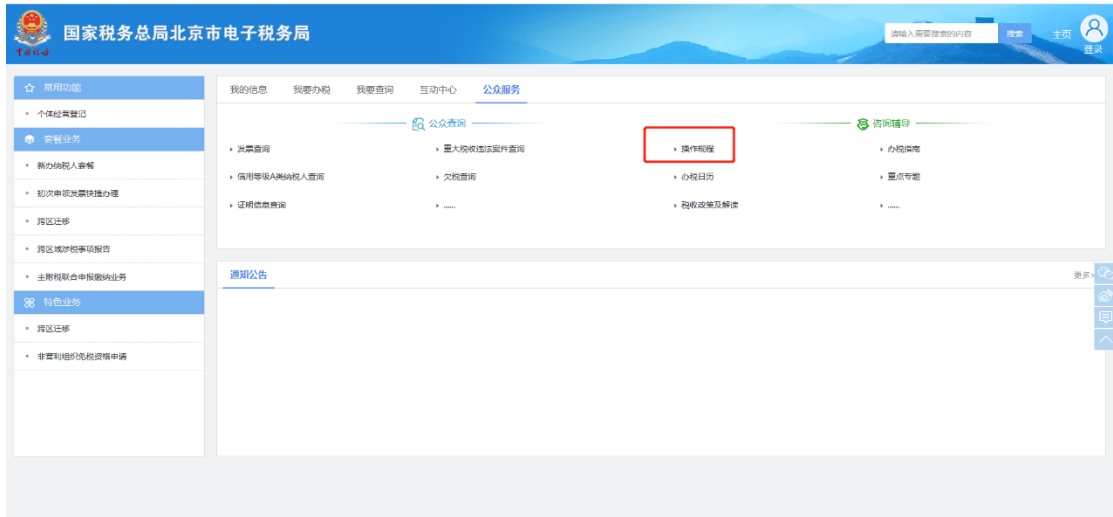 国家税务总局北京市电子税务局
请输入需要搜索的内容
搜索
主页
登录
中国税务
常用功能
个体经营登记
套餐业务
新办纳税人套餐
初次申领发票快捷办理
跨区迁移
跨区域涉税事项报告
主附税联合申报缴纳业务
特色业务
跨区迁移
非营利组织免税资格申请
我的信息 我要办税 我要查询 互动中心 公众服务
公众查询
发票查询 重大税收违法案件查询
信用等级A类纳税人查询 欠税查询
证明信息查询 ......
咨询辅导
操作规程 办税指南
办税日历 重点专题
税收政策及解读 ......
通知公告
更多>